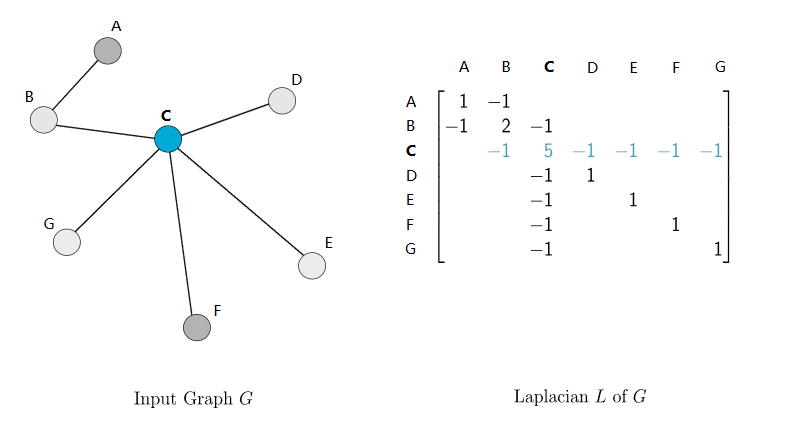 A
B
C
D
G
E
F
Input Graph G
A B C D E F G
A 1 −1
B −1 2 −1
C −1 5 −1 −1 −1 −1
D −1 1
E −1 1
F −1 1
G −1 1
Laplacian L of G